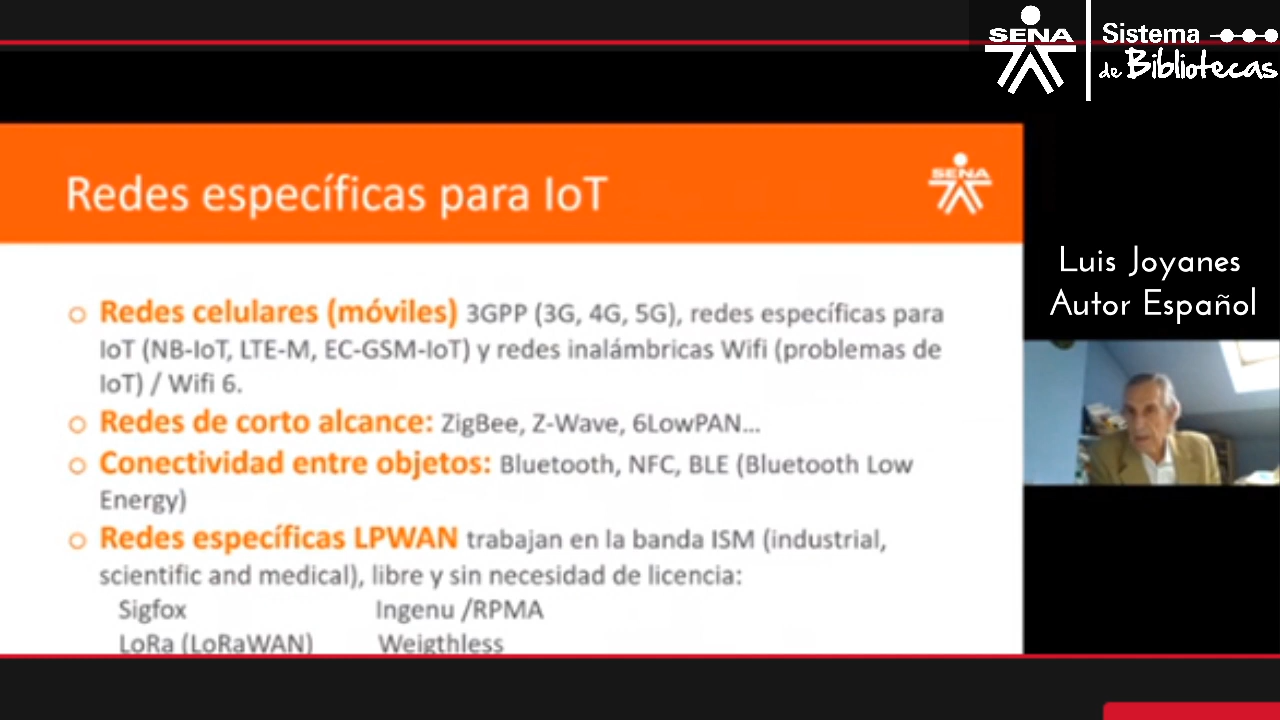 SENA
Sistema
de Bibliotecas
Redes específicas para IoT
SENA
Luis Joyanes
Autor Español
Redes celulares (móviles) 3GPP (3G, 4G, 5G), redes específicas para
IoT (NB-IoT, LTE-M, EC-GSM-IoT) y redes inalámbricas Wifi (problemas de
IoT) / Wifi 6.
Redes de corto alcance: ZigBee, Z-Wave, 6LowPAN...
Conectividad entre objetos: Bluetooth, NFC, BLE (Bluetooth Low
Energy)
Redes específicas LPWAN trabajan en la banda ISM (industrial,
scientific and medical), libre y sin necesidad de licencia:
Sigfox Ingenu /RPMA
LoRa (LoRaWAN) Weigthless